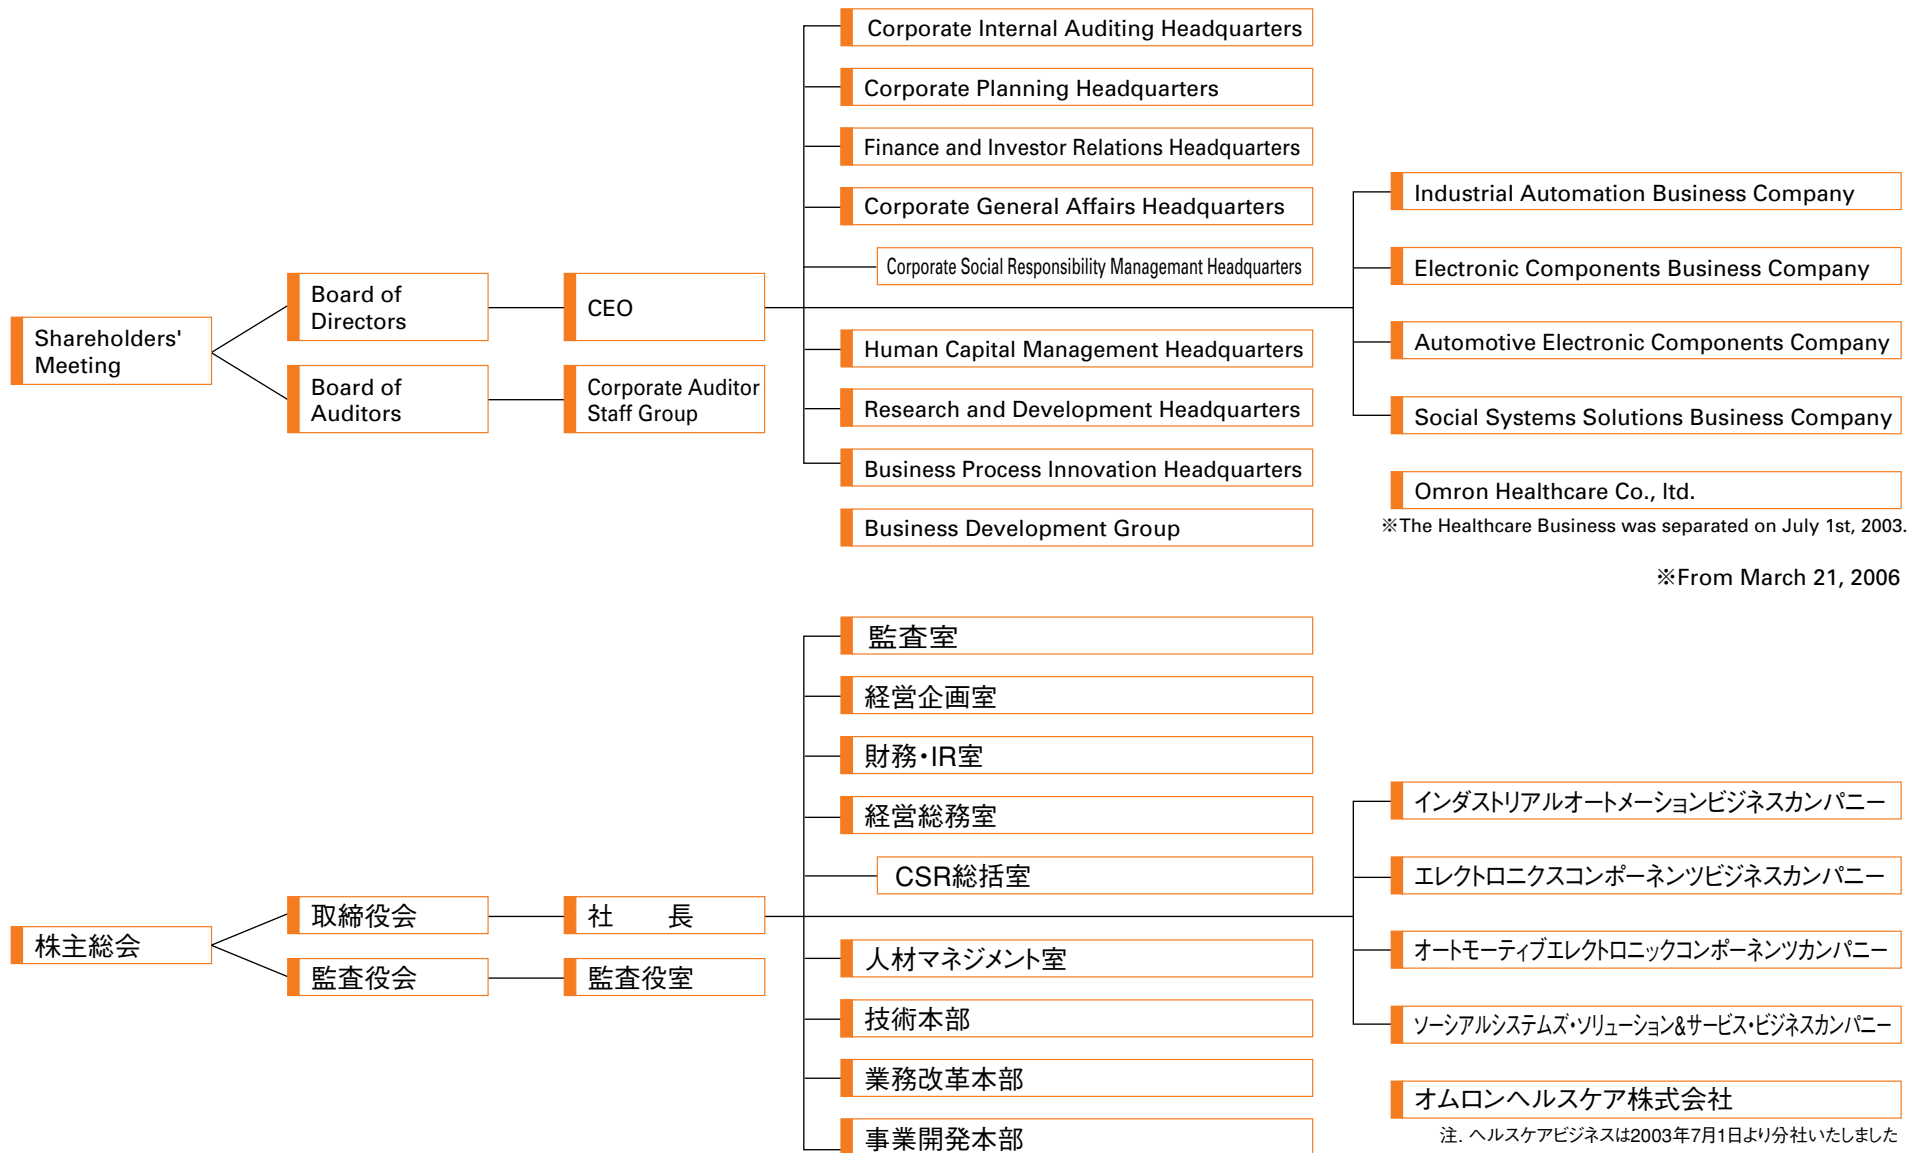 Shareholders'
Meeting
Board of
Directors
Board of
Auditors
CEO
Corporate Auditor
Staff Group
Corporate Internal Auditing Headquarters
Corporate Planning Headquarters
Finance and Investor Relations Headquarters
Corporate General Affairs Headquarters
Corporate Social Responsibility Managemant Headquarters
Human Capital Management Headquarters
Research and Development Headquarters
Business Process Innovation Headquarters
Business Development Group
Industrial Automation Business Company
Electronic Components Business Company
Automotive Electronic Components Company
Social Systems Solutions Business Company
Omron Healthcare Co., ltd.
※The Healthcare Business was separated on July 1st, 2003.
※From March 21, 2006
株主総会
取締役会
監査役会
社　　長
監査役室
監査室
経営企画室
財務・IR室
経営総務室
CSR総括室
人材マネジメント室
技術本部
業務改革本部
事業開発本部
インダストリアルオートメーションビジネスカンパニー
エレクトロニクスコンポーネンツビジネスカンパニー
オートモーティブエレクトロニックコンポーネンツカンパニー
ソーシアルシステムズ・ソリューション&サービス・ビジネスカンパニー
オムロンヘルスケア株式会社
注. ヘルスケアビジネスは2003年7月1日より分社いたしました